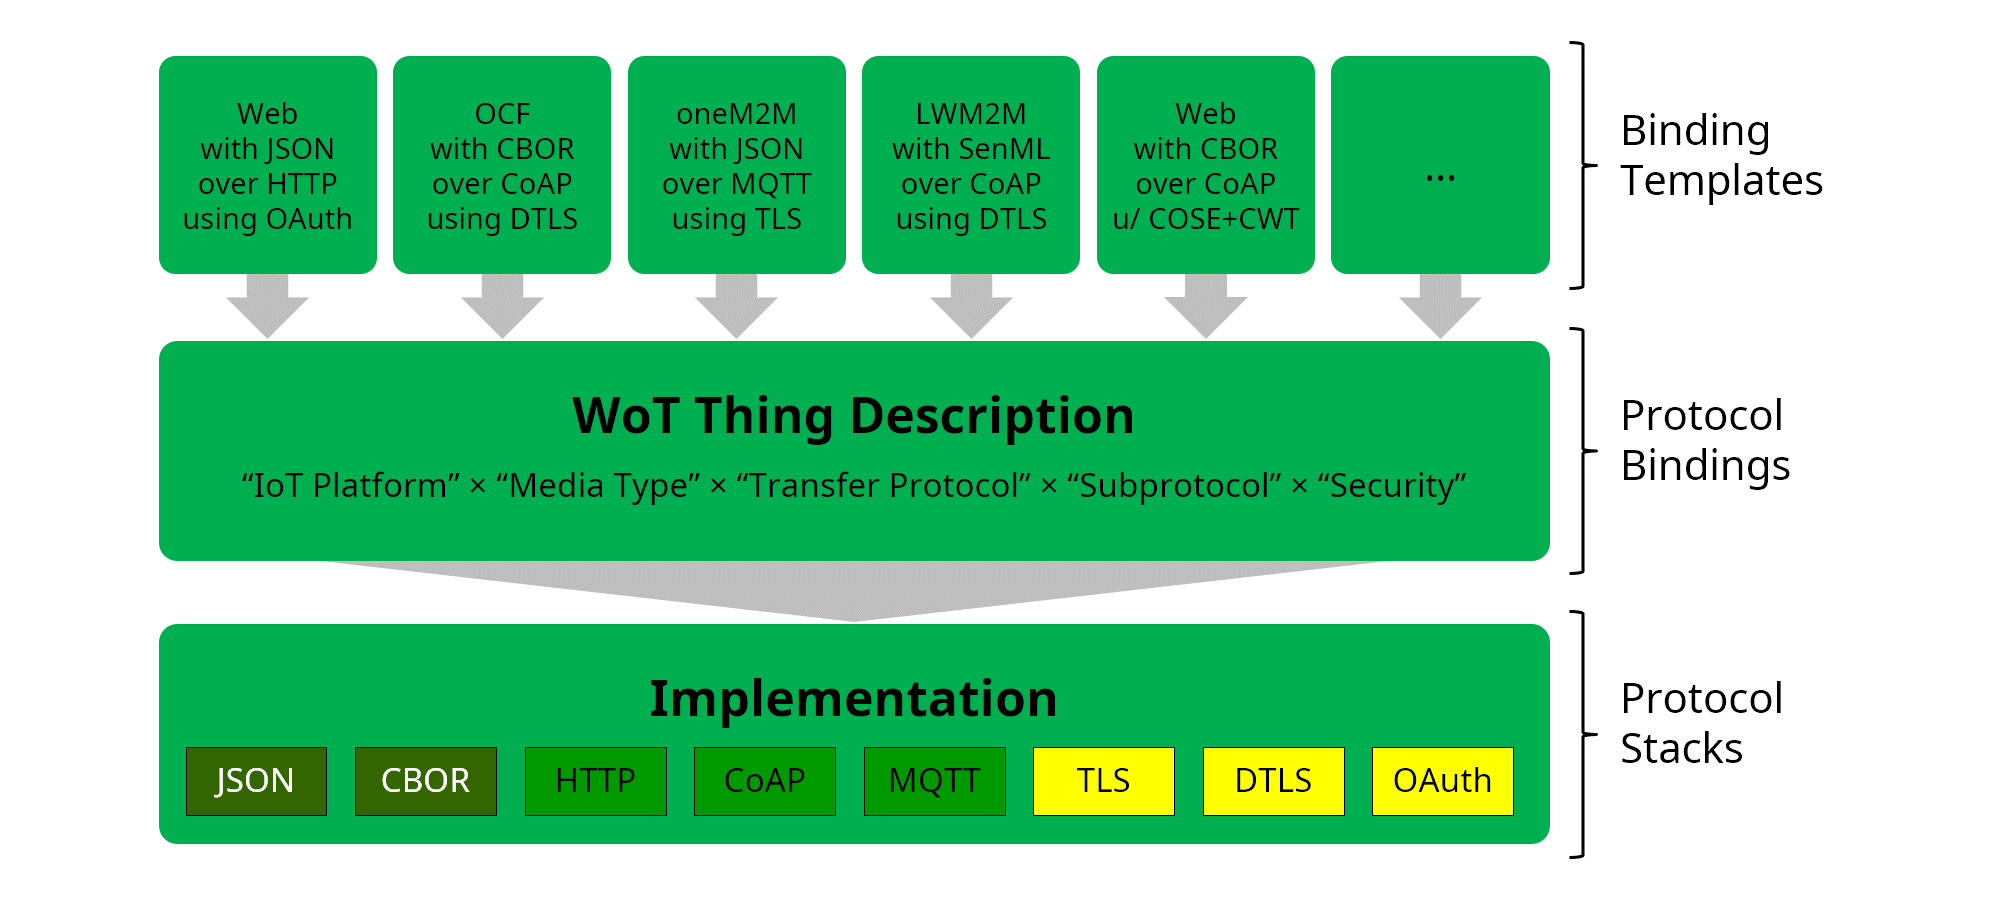 Web
with JSON
over HTTP
using OAuth
OCF
with CBOR
over CoAP
using DTLS
oneM2M
with JSON
over MQTT
using TLS
LWM2M
with SenML
over CoAP
using DTLS
Web
with CBOR
over CoAP
u/ COSE+CWT
...
Binding
Templates
WoT Thing Description
“IoT Platform” × “Media Type” × “Transfer Protocol” × “Subprotocol” × “Security”
Protocol
Bindings
Implementation
JSON
CBOR
HTTP
CoAP
MQTT
TLS
DTLS
OAuth
Protocol
Stacks